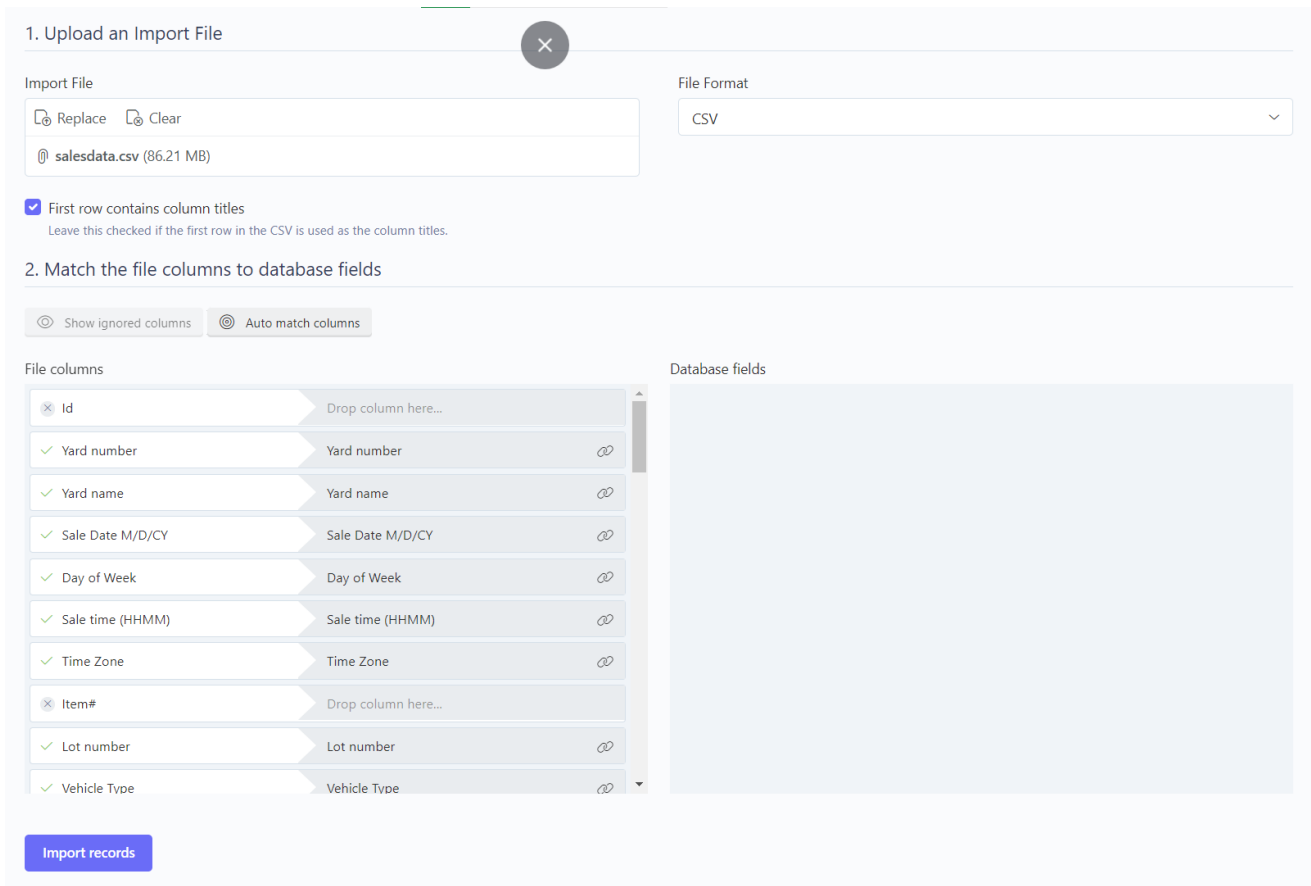 1. Upload an Import File
Import File
File Format
Replace Clear
CSV
salesdata.csv (86.21 MB)
First row contains column titles
Leave this checked if the first row in the CSV is used as the column titles.
2. Match the file columns to database fields
Show ignored columns Auto match columns
File columns
Database fields
Id Drop column here...
Yard number Yard number
Yard name Yard name
Sale Date M/D/CY Sale Date M/D/CY
Day of Week Day of Week
Sale time (HHMM) Sale time (HHMM)
Time Zone Time Zone
Item# Drop column here...
Lot number Lot number
Vehicle Type Vehicle Type
Import records